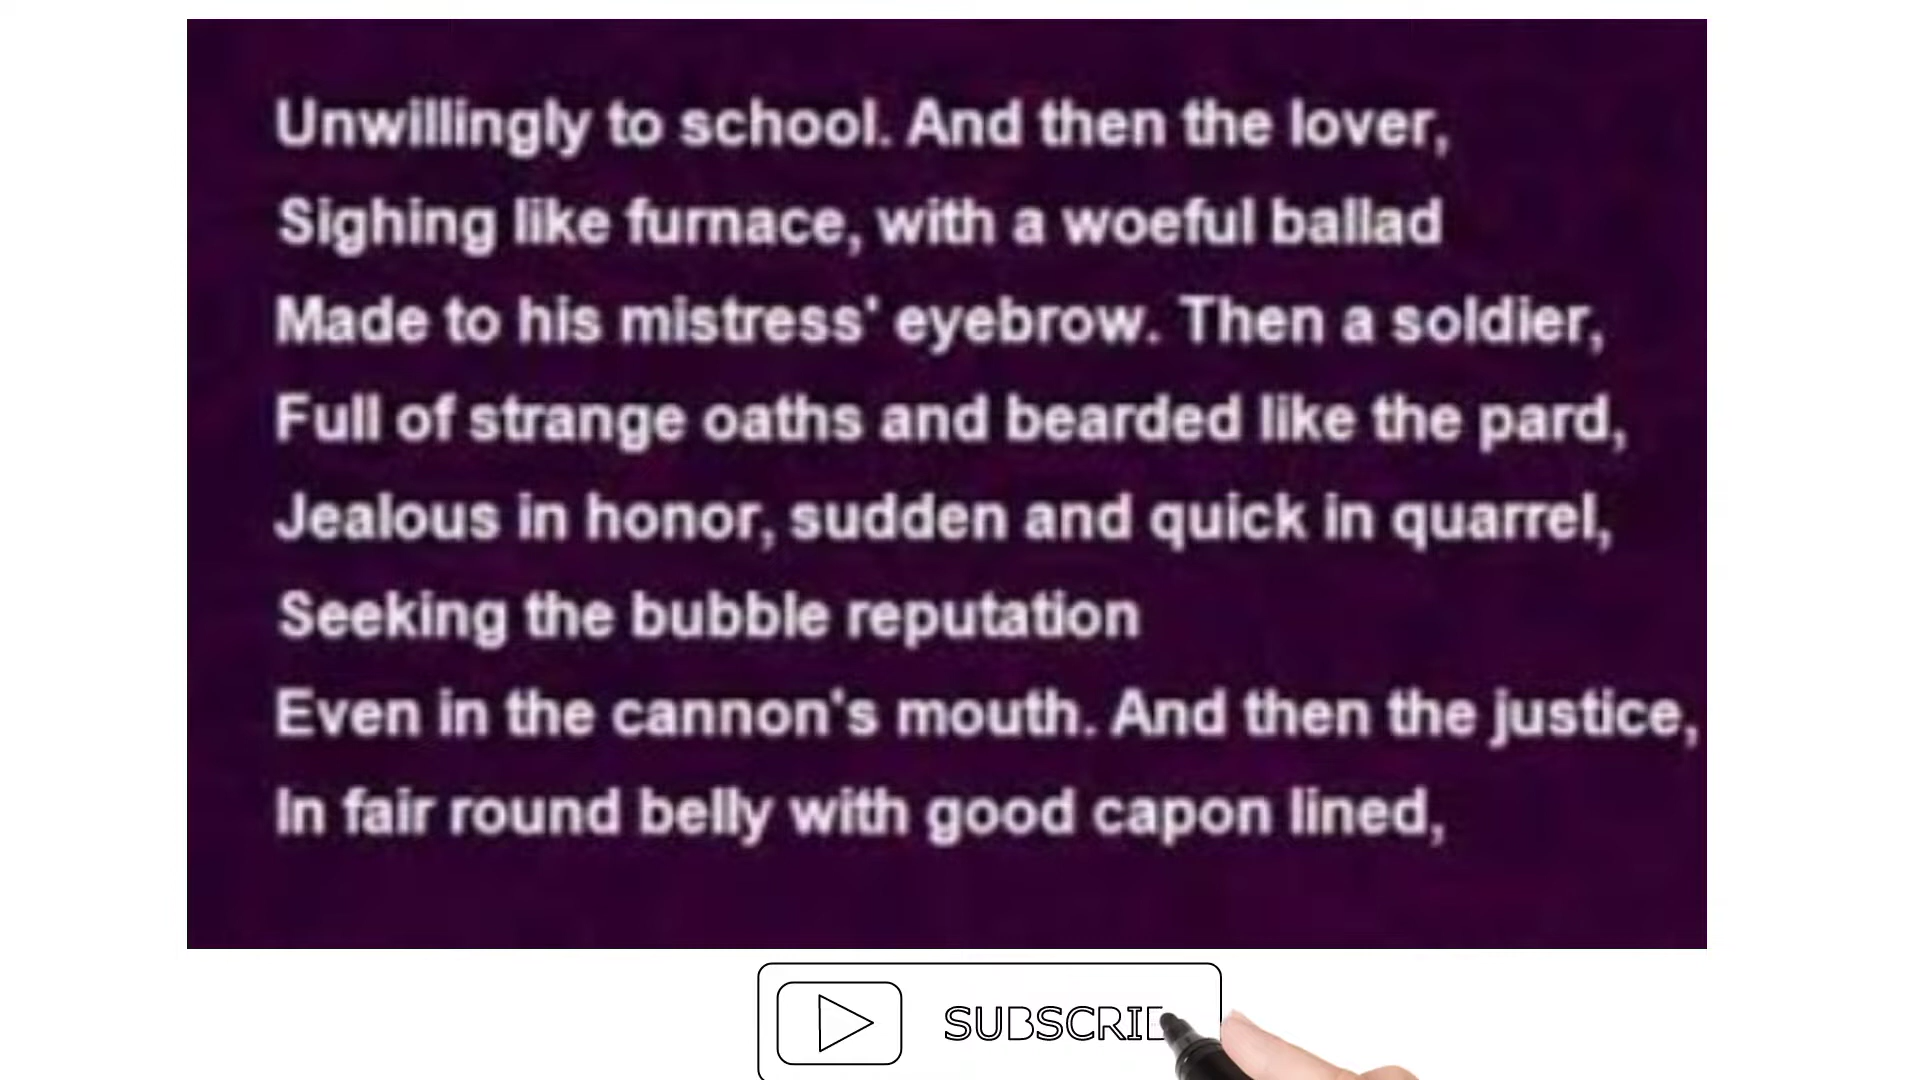 Unwillingly to school. And then the lover,
Sighing like furnace, with a woeful ballad
Made to his mistress' eyebrow. Then a soldier,
Full of strange oaths and bearded like the pard,
Jealous in honor, sudden and quick in quarrel,
Seeking the bubble reputation
Even in the cannon's mouth. And then the justice,
In fair round belly with good capon lined,
SUBSCRIB